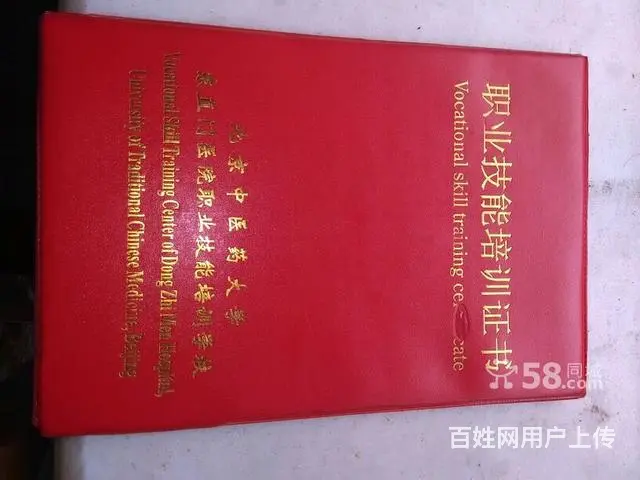 职业技能培训证书
Vocational skill training ce cate
北京中医药大学
东直门医院职业技能培训学校
Vocational Skill Training Center of Dong Zhi Men Hospital,
University of Traditional Chinese Medicine, Beijing
58同城
.com
百姓网用户上传